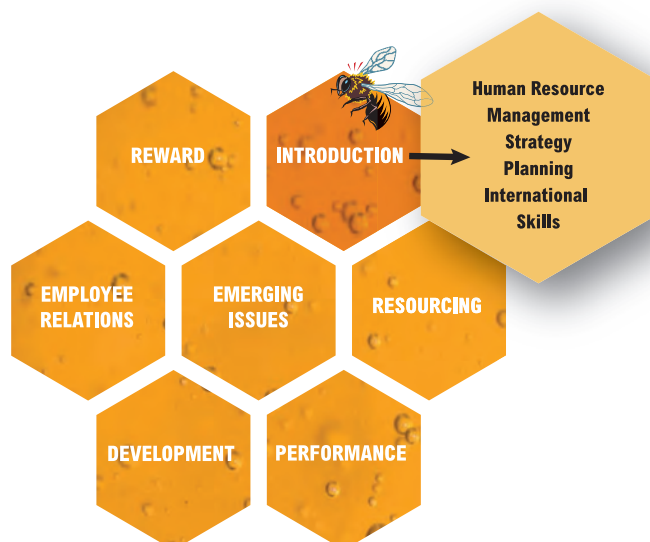 REWARD
INTRODUCTION
Human Resource
Management
Strategy
Planning
International
Skills
EMPLOYEE
RELATIONS
EMERGING
ISSUES
RESOURCING
DEVELOPMENT
PERFORMANCE